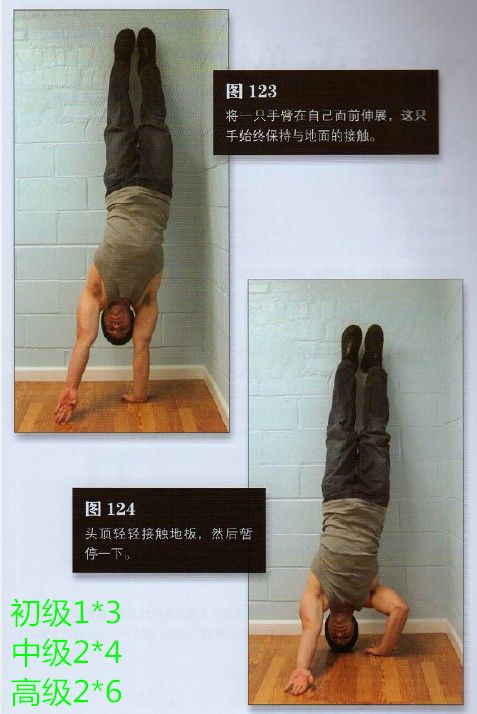 图 123
将一只手臂在自己面前伸展，这只
手始终保持与地面的接触。
图 124
头顶轻轻接触地板，然后暂
停一下。
初级1*3
中级2*4
高级2*6